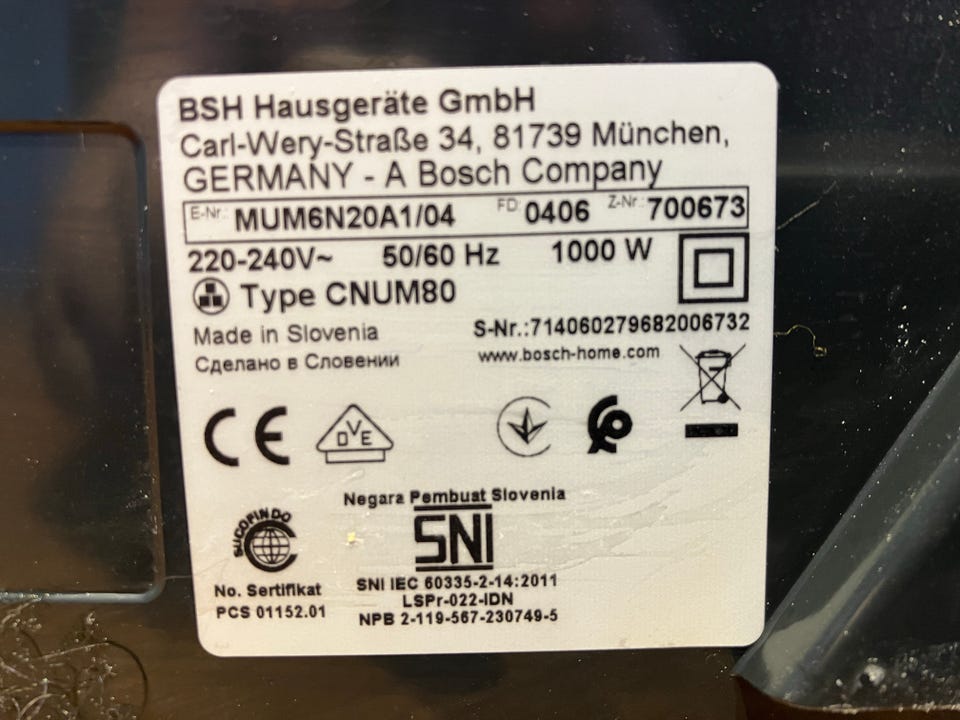 BSH Hausgeräte GmbH
Carl-Wery-Straße 34, 81739 München,
GERMANY - A Bosch Company
E-Nr: MUM6N20A1/04 FD 0406 Z-Nr. 700673
220-240V~ 50/60 Hz 1000 W
Type CNUM80
Made in Slovenia S-Nr.:714060279682006732
Сделано в Словении www.bosch-home.com
CE DVE
Negara Pembuat Slovenia
SUCOFINDO SNI
No. Sertifikat SNI IEC 60335-2-14:2011
PCS 01152.01 LSPr-022-IDN
NPB 2-119-567-230749-5